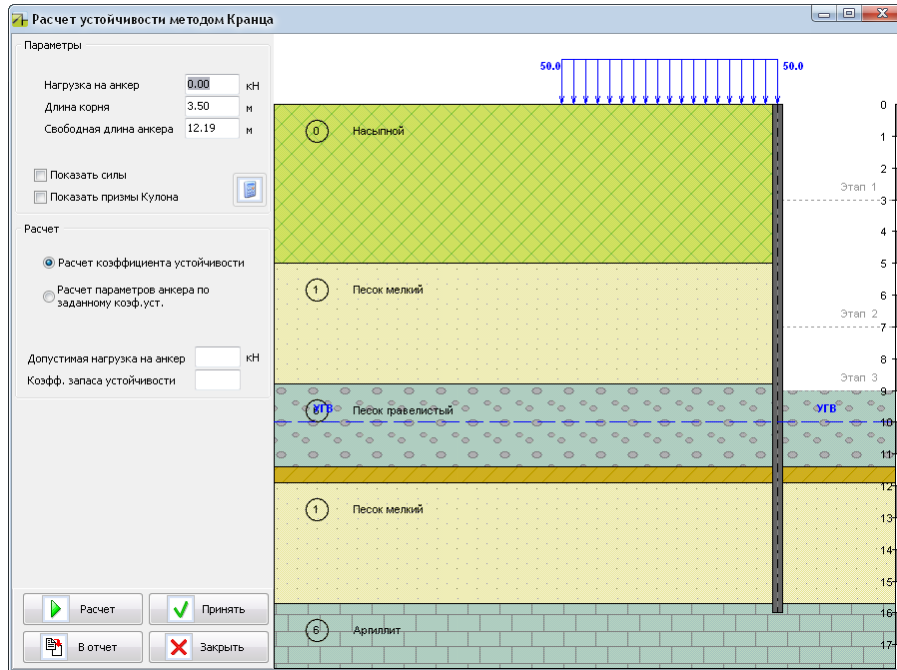 Расчет устойчивости методом Кранца
Параметры
Нагрузка на анкер 0.00 кН
Длина корня 3.50 м
Свободная длина анкера 12.19 м
Показать силы
Показать призмы Кулона
Расчет
Расчет коэффициента устойчивости
Расчет параметров анкера по
заданному коэф.уст.
Допустимая нагрузка на анкер кН
Коэфф. запаса устойчивости
Расчет
Принять
В отчет
Закрыть
50.0 50.0
0 Насыпной
1 Песок мелкий
УГВ Песок гравелистый УГВ
1 Песок мелкий
6 Аргиллит
Этап 1
Этап 2
Этап 3
0
1
2
3
4
5
6
7
8
9
10
11
12
13
14
15
16
17